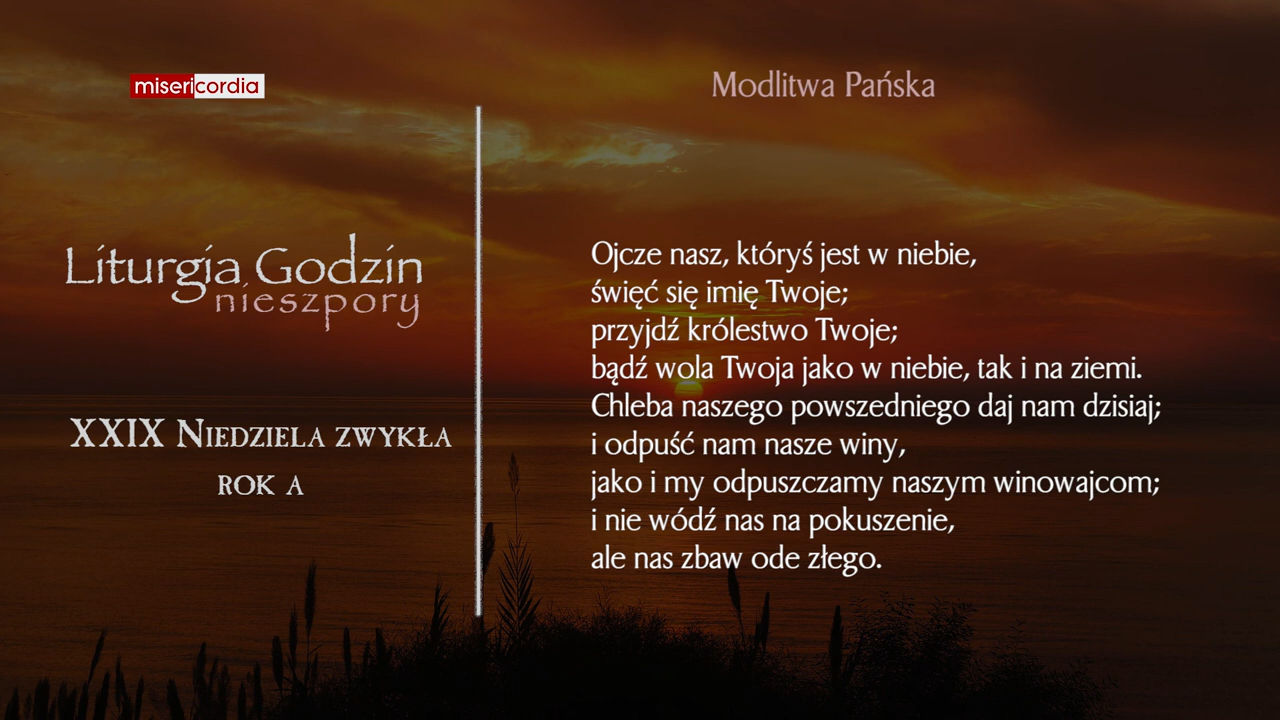 misericordia
Liturgia Godzin
nieszpory
XXIX Niedziela zwykła
rok A
Modlitwa Pańska
Ojcze nasz, któryś jest w niebie,
święć się imię Twoje;
przyjdź królestwo Twoje;
bądź wola Twoja jako w niebie, tak i na ziemi.
Chleba naszego powszedniego daj nam dzisiaj;
i odpuść nam nasze winy,
jako i my odpuszczamy naszym winowajcom;
i nie wódź nas na pokuszenie,
ale nas zbaw ode złego.